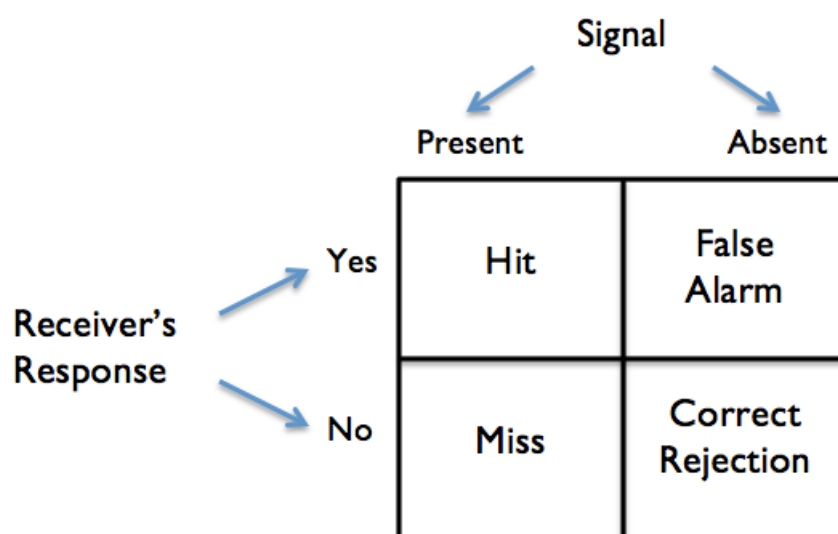 Signal
Present
Absent
Yes
Hit
False
Alarm
Receiver's
Response
No
Miss
Correct
Rejection